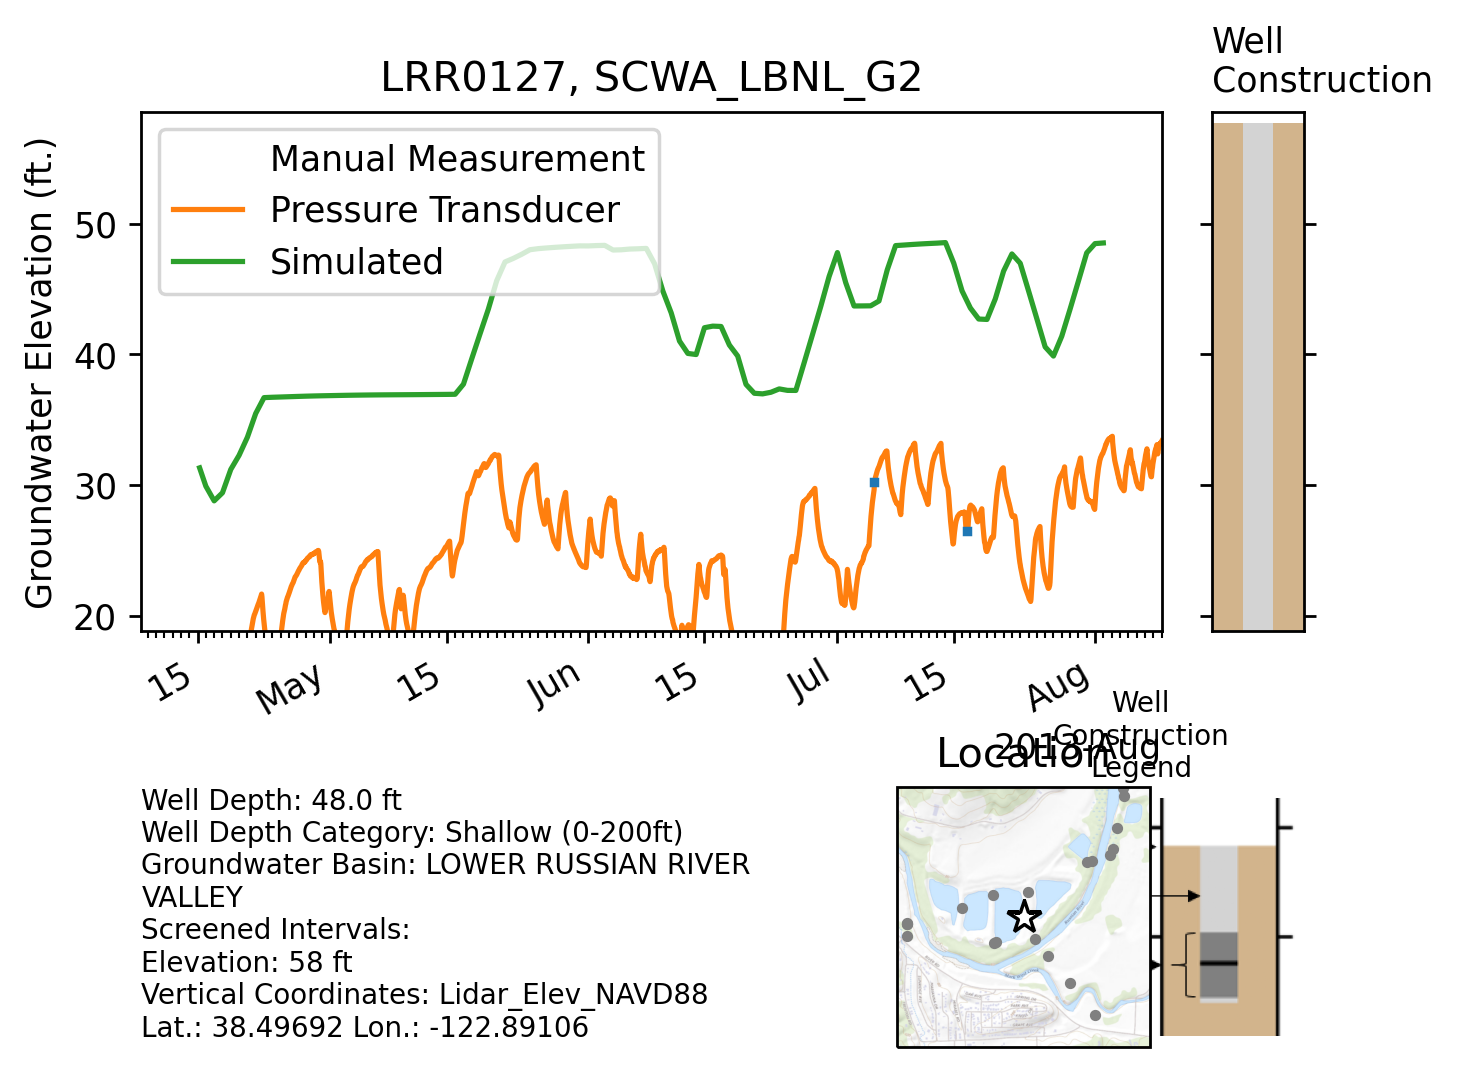 Well
Construction
LRR0127, SCWA_LBNL_G2
Groundwater Elevation (ft.)
Manual Measurement
Pressure Transducer
Simulated
50
40
30
20
15
May
15
Jun
15
Jul
15
Aug
2013-Aug
Location
Well
Construction
Legend
Well Depth: 48.0 ft
Well Depth Category: Shallow (0-200ft)
Groundwater Basin: LOWER RUSSIAN RIVER
VALLEY
Screened Intervals:
Elevation: 58 ft
Vertical Coordinates: Lidar_Elev_NAVD88
Lat.: 38.49692 Lon.: -122.89106